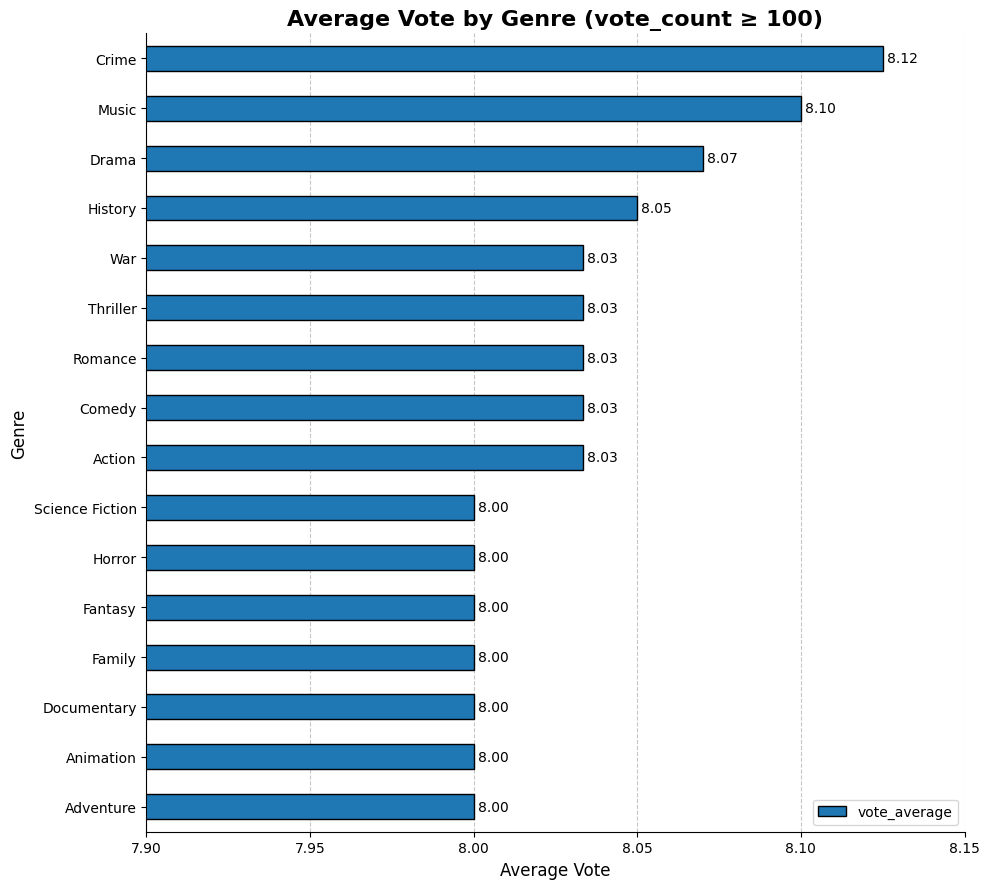 Average Vote by Genre (vote_count ≥ 100)
Crime 8.12
Music 8.10
Drama 8.07
History 8.05
War 8.03
Thriller 8.03
Romance 8.03
Comedy 8.03
Action 8.03
Science Fiction 8.00
Horror 8.00
Fantasy 8.00
Family 8.00
Documentary 8.00
Animation 8.00
Adventure 8.00
Genre
vote_average
7.90 7.95 8.00 8.05 8.10 8.15
Average Vote